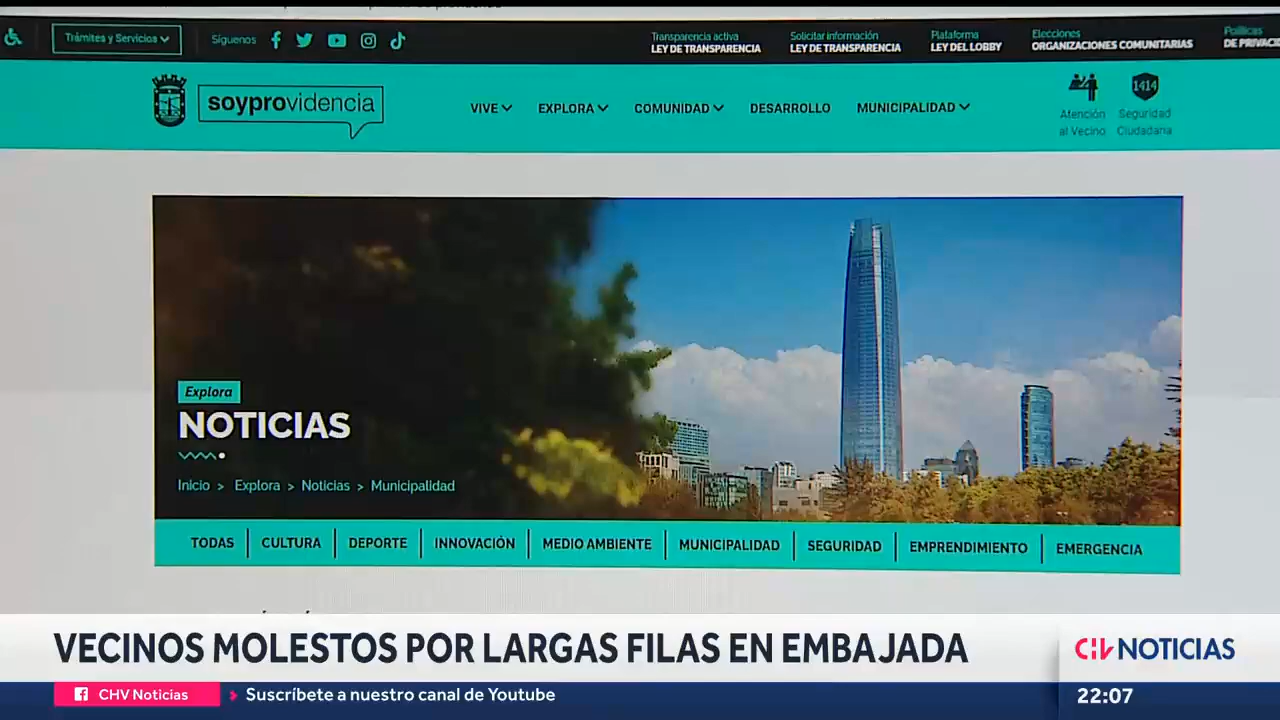 Trámites y Servicios
Síguenos
Transparencia activa
LEY DE TRANSPARENCIA
Solicitar información
LEY DE TRANSPARENCIA
Plataforma
LEY DEL LOBBY
Elecciones
ORGANIZACIONES COMUNITARIAS
Políticas
soyprovidencia
VIVE
EXPLORA
COMUNIDAD
DESARROLLO
MUNICIPALIDAD
Atención
al Vecino
1414
Seguridad
Ciudadana
Explora
NOTICIAS
Inicio > Explora > Noticias > Municipalidad
TODAS
CULTURA
DEPORTE
INNOVACIÓN
MEDIO AMBIENTE
MUNICIPALIDAD
SEGURIDAD
EMPRENDIMIENTO
EMERGENCIA
VECINOS MOLESTOS POR LARGAS FILAS EN EMBAJADA
CHV NOTICIAS
CHV Noticias
Suscríbete a nuestro canal de Youtube
22:07